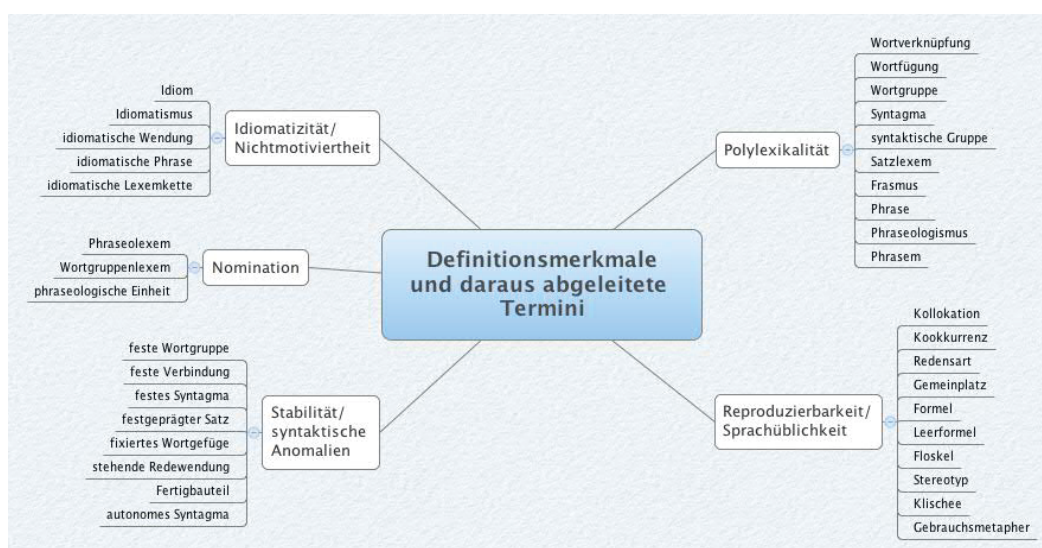 Definitionsmerkmale
und daraus abgeleitete
Termini
Idiomatizität/
Nichtmotiviertheit
Idiom
Idiomatismus
idiomatische Wendung
idiomatische Phrase
idiomatische Lexemkette
Nomination
Phraseolexem
Wortgruppenlexem
phraseologische Einheit
Stabilität/
syntaktische
Anomalien
feste Wortgruppe
feste Verbindung
festes Syntagma
festgeprägter Satz
fixiertes Wortgefüge
stehende Redewendung
Fertigbauteil
autonomes Syntagma
Polylexikalität
Wortverknüpfung
Wortfügung
Wortgruppe
Syntagma
syntaktische Gruppe
Satzlexem
Frasmus
Phrase
Phraseologismus
Phrasem
Reproduzierbarkeit/
Sprachüblichkeit
Kollokation
Kookkurrenz
Redensart
Gemeinplatz
Formel
Leerformel
Floskel
Stereotyp
Klischee
Gebrauchsmetapher